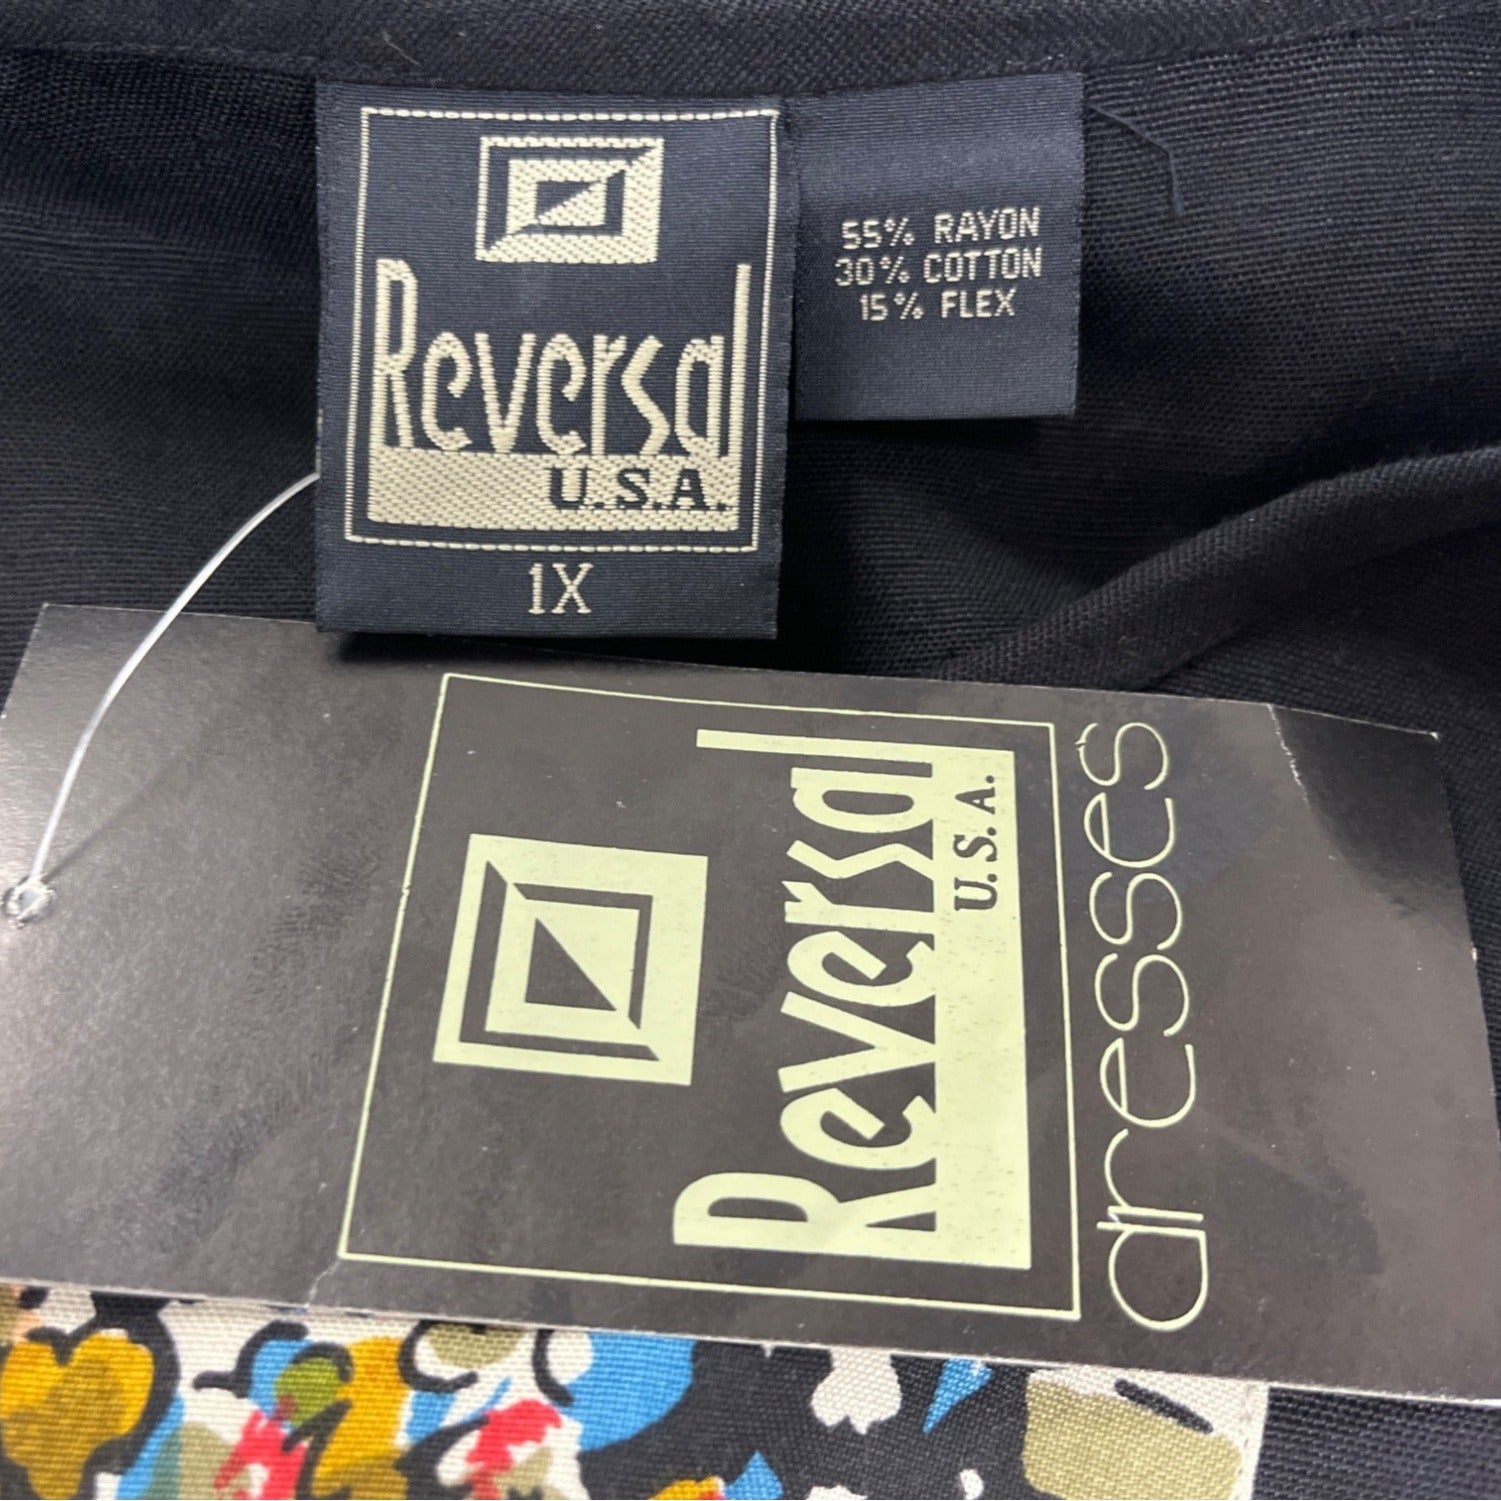 Reversal
U.S.A.
1X
55% RAYON
30% COTTON
15% FLEX
Reversal
U.S.A.
dresses